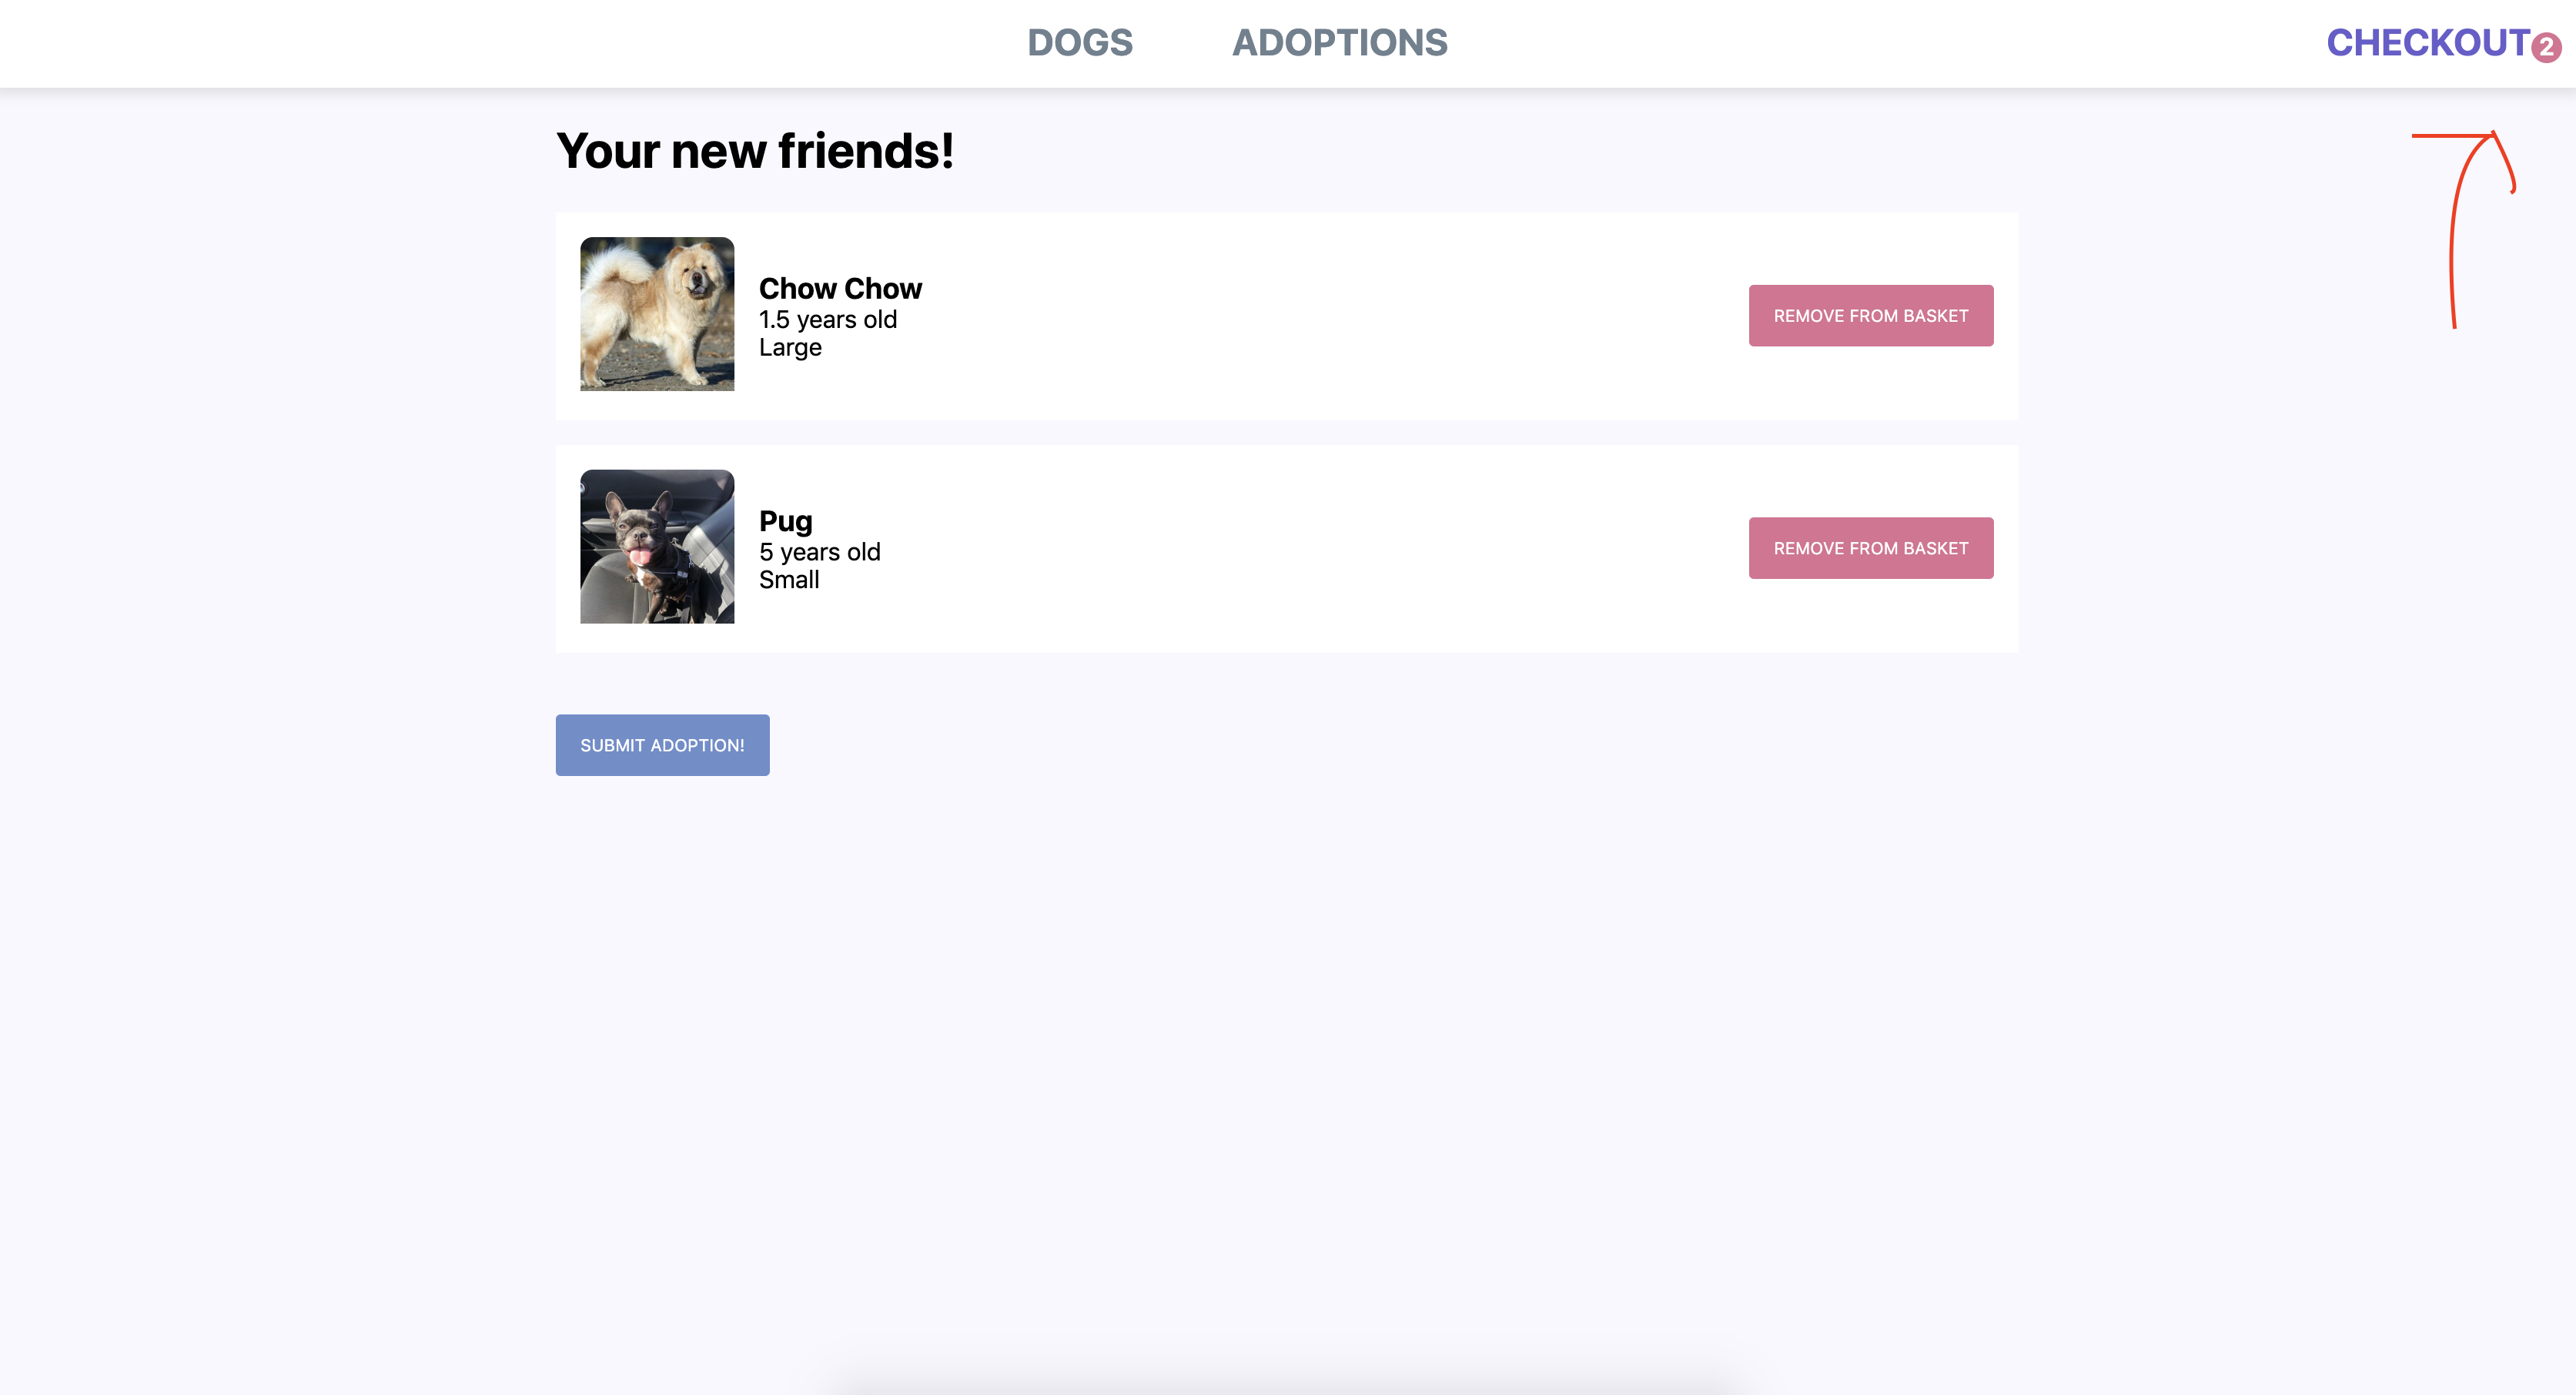 DOGS ADOPTIONS CHECKOUT 2
Your new friends!
Chow Chow
1.5 years old
Large
REMOVE FROM BASKET
Pug
5 years old
Small
REMOVE FROM BASKET
SUBMIT ADOPTION!